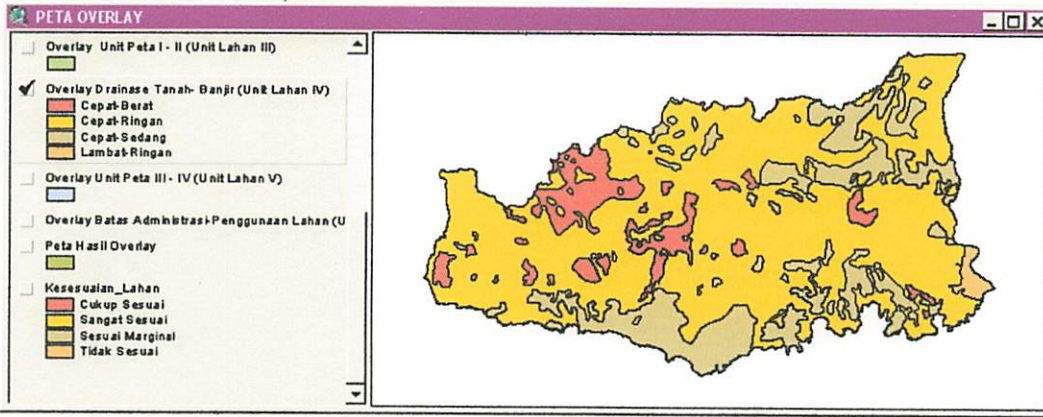 PETA OVERLAY
Overlay Unit Peta I - II (Unit Lahan III)
Overlay Drainase Tanah- Banjir (Unit Lahan IV)
Cepat-Berat
Cepat-Ringan
Cepat-Sedang
Lambat-Ringan
Overlay Unit Peta III - IV (Unit Lahan V)
Overlay Batas Administrasi-Penggunaan Lahan (U
Peta Hasil Overlay
Kesesuaian_Lahan
Cukup Sesuai
Sangat Sesuai
Sesuai Marginal
Tidak Sesuai